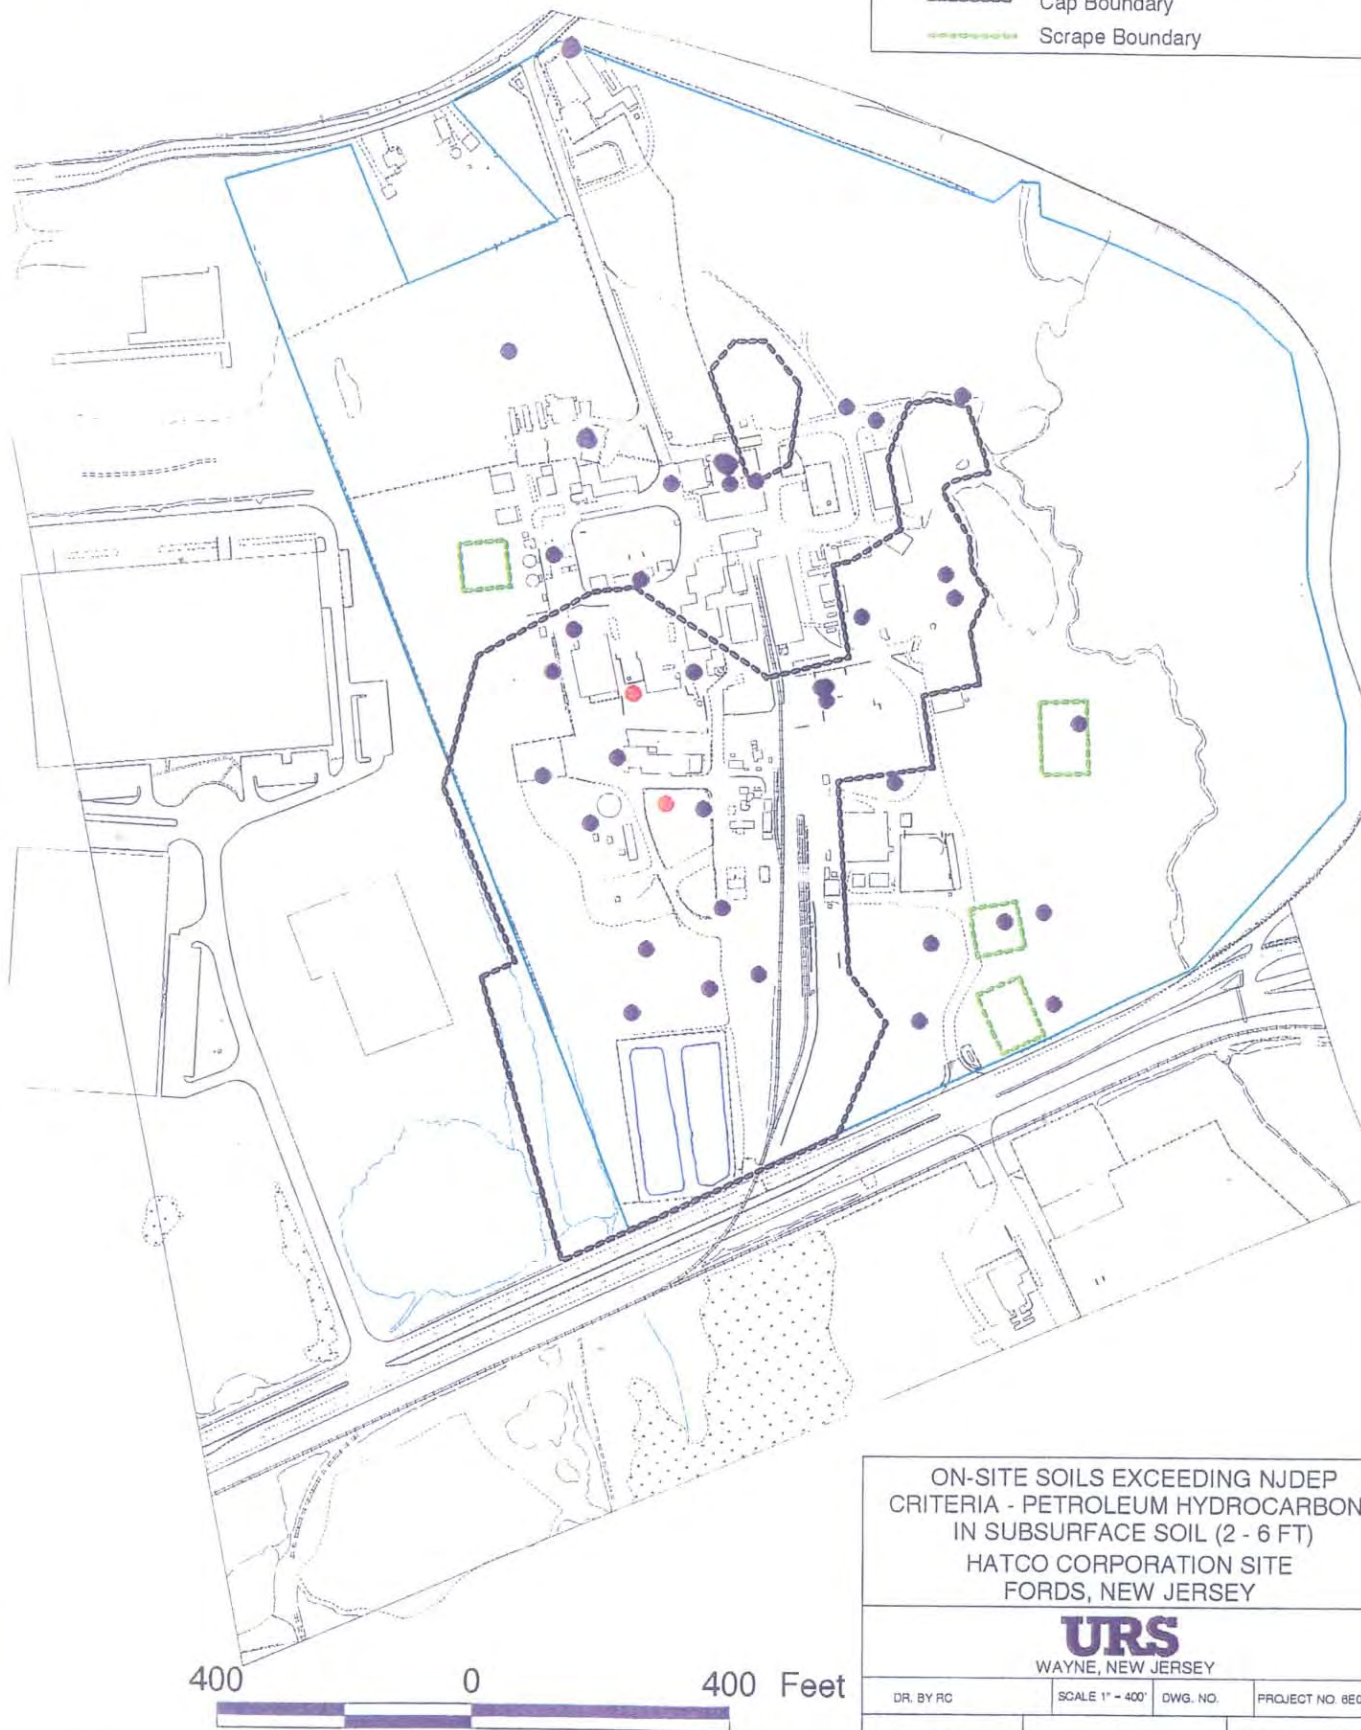 Cap Boundary
Scrape Boundary
ON-SITE SOILS EXCEEDING NJDEP
CRITERIA - PETROLEUM HYDROCARBON
IN SUBSURFACE SOIL (2 - 6 FT)
HATCO CORPORATION SITE
FORDS, NEW JERSEY
URS
WAYNE, NEW JERSEY
400 0 400 Feet
DR. BY RC SCALE 1" = 400' DWG. NO. PROJECT NO.